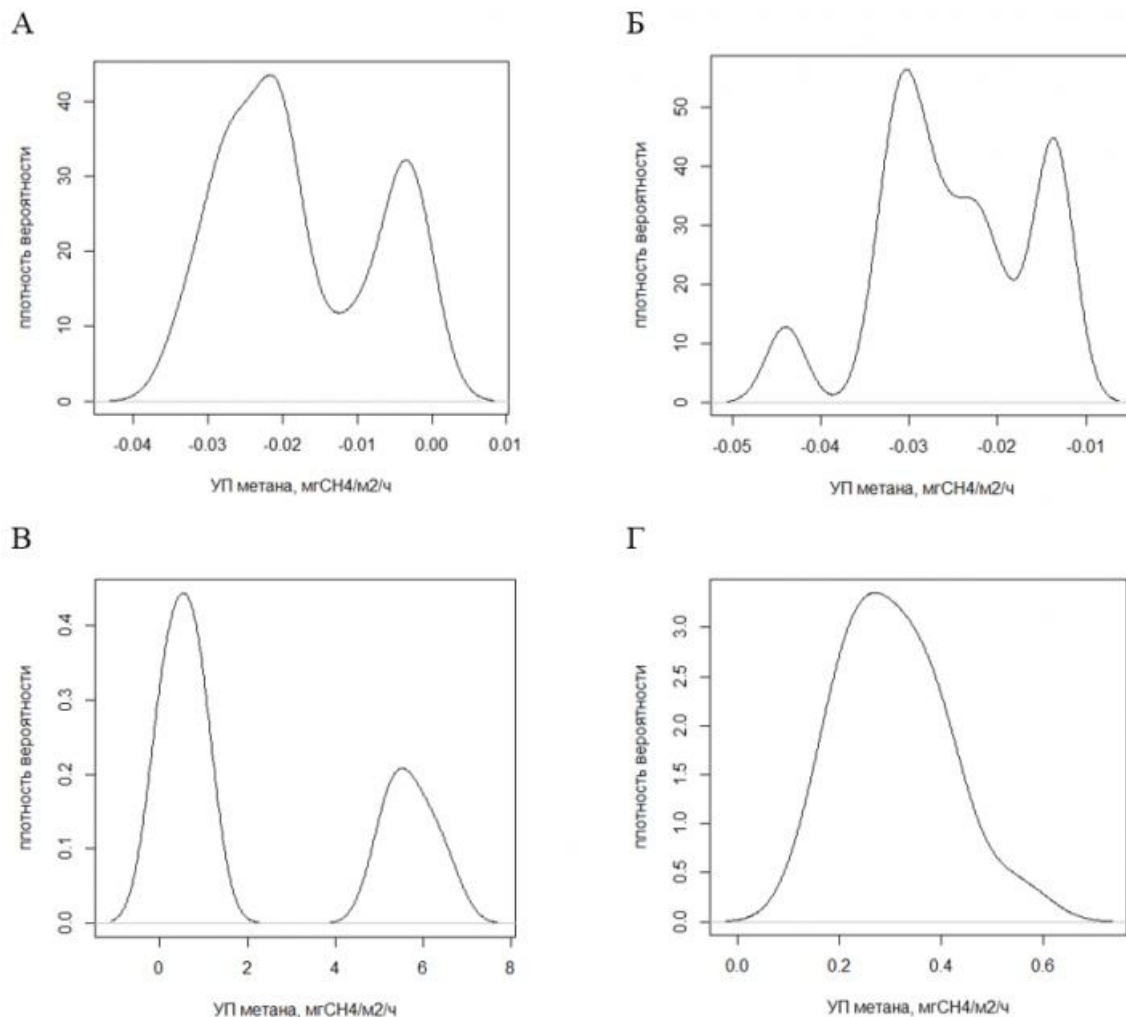 А
плотность вероятности
40
30
20
10
0
-0.04 -0.03 -0.02 -0.01 0.00 0.01
УП метана, мгСН4/м2/ч
Б
плотность вероятности
50
40
30
20
10
0
-0.05 -0.04 -0.03 -0.02 -0.01
УП метана, мгСН4/м2/ч
В
плотность вероятности
0.4
0.3
0.2
0.1
0.0
0 2 4 6 8
УП метана, мгСН4/м2/ч
Г
плотность вероятности
3.0
2.5
2.0
1.5
1.0
0.5
0.0
0.0 0.2 0.4 0.6
УП метана, мгСН4/м2/ч